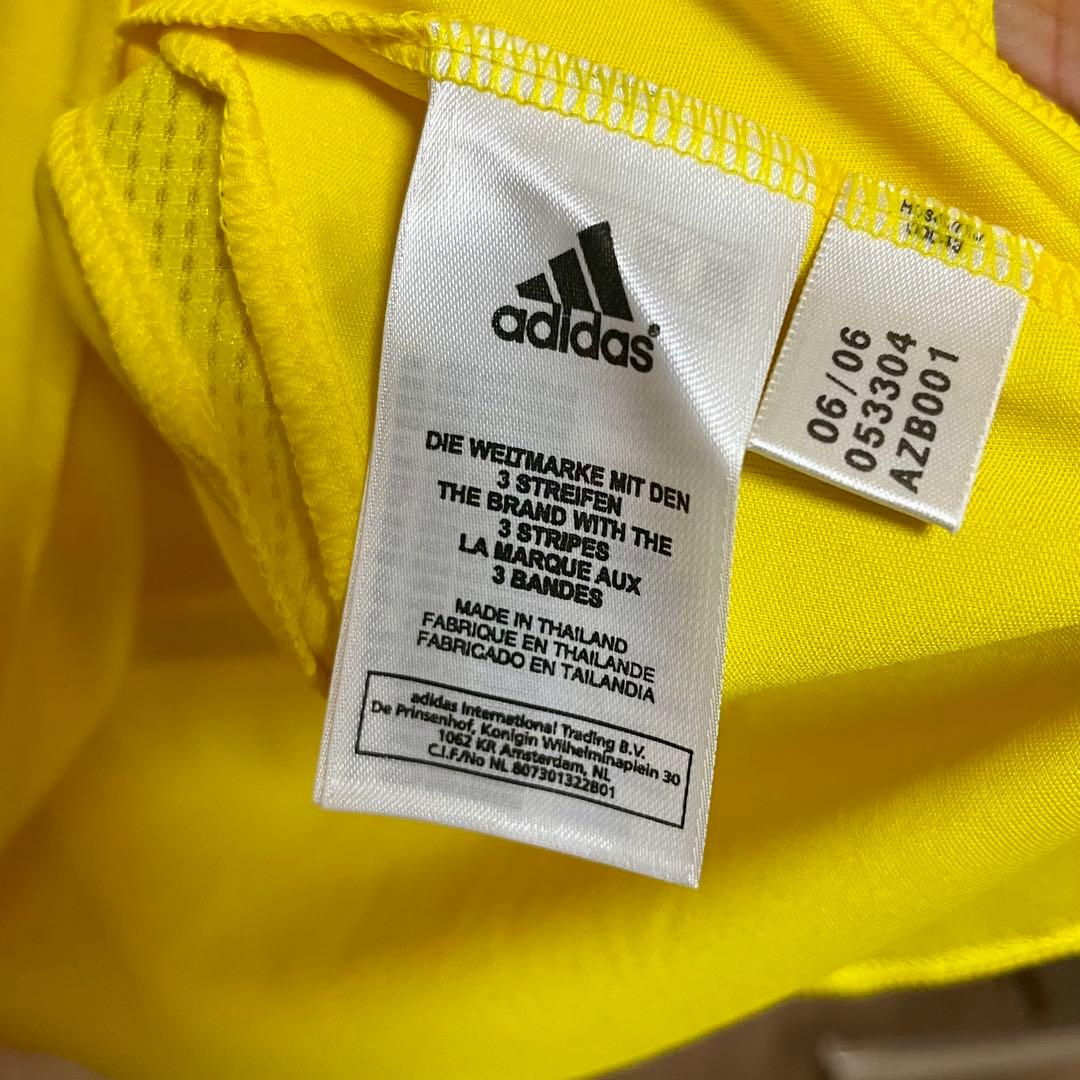 adidas®
DIE WELTMARKE MIT DEN
3 STREIFEN
THE BRAND WITH THE
3 STRIPES
LA MARQUE AUX
3 BANDES
MADE IN THAILAND
FABRIQUE EN THAILANDE
FABRICADO EN TAILANDIA
adidas International Trading B.V.
De Prinsenhof, Konigin Wilhelminaplein 30
1062 KR Amsterdam, NL
C.I.F./No NL 807301322B01
06/06
053304
AZB001